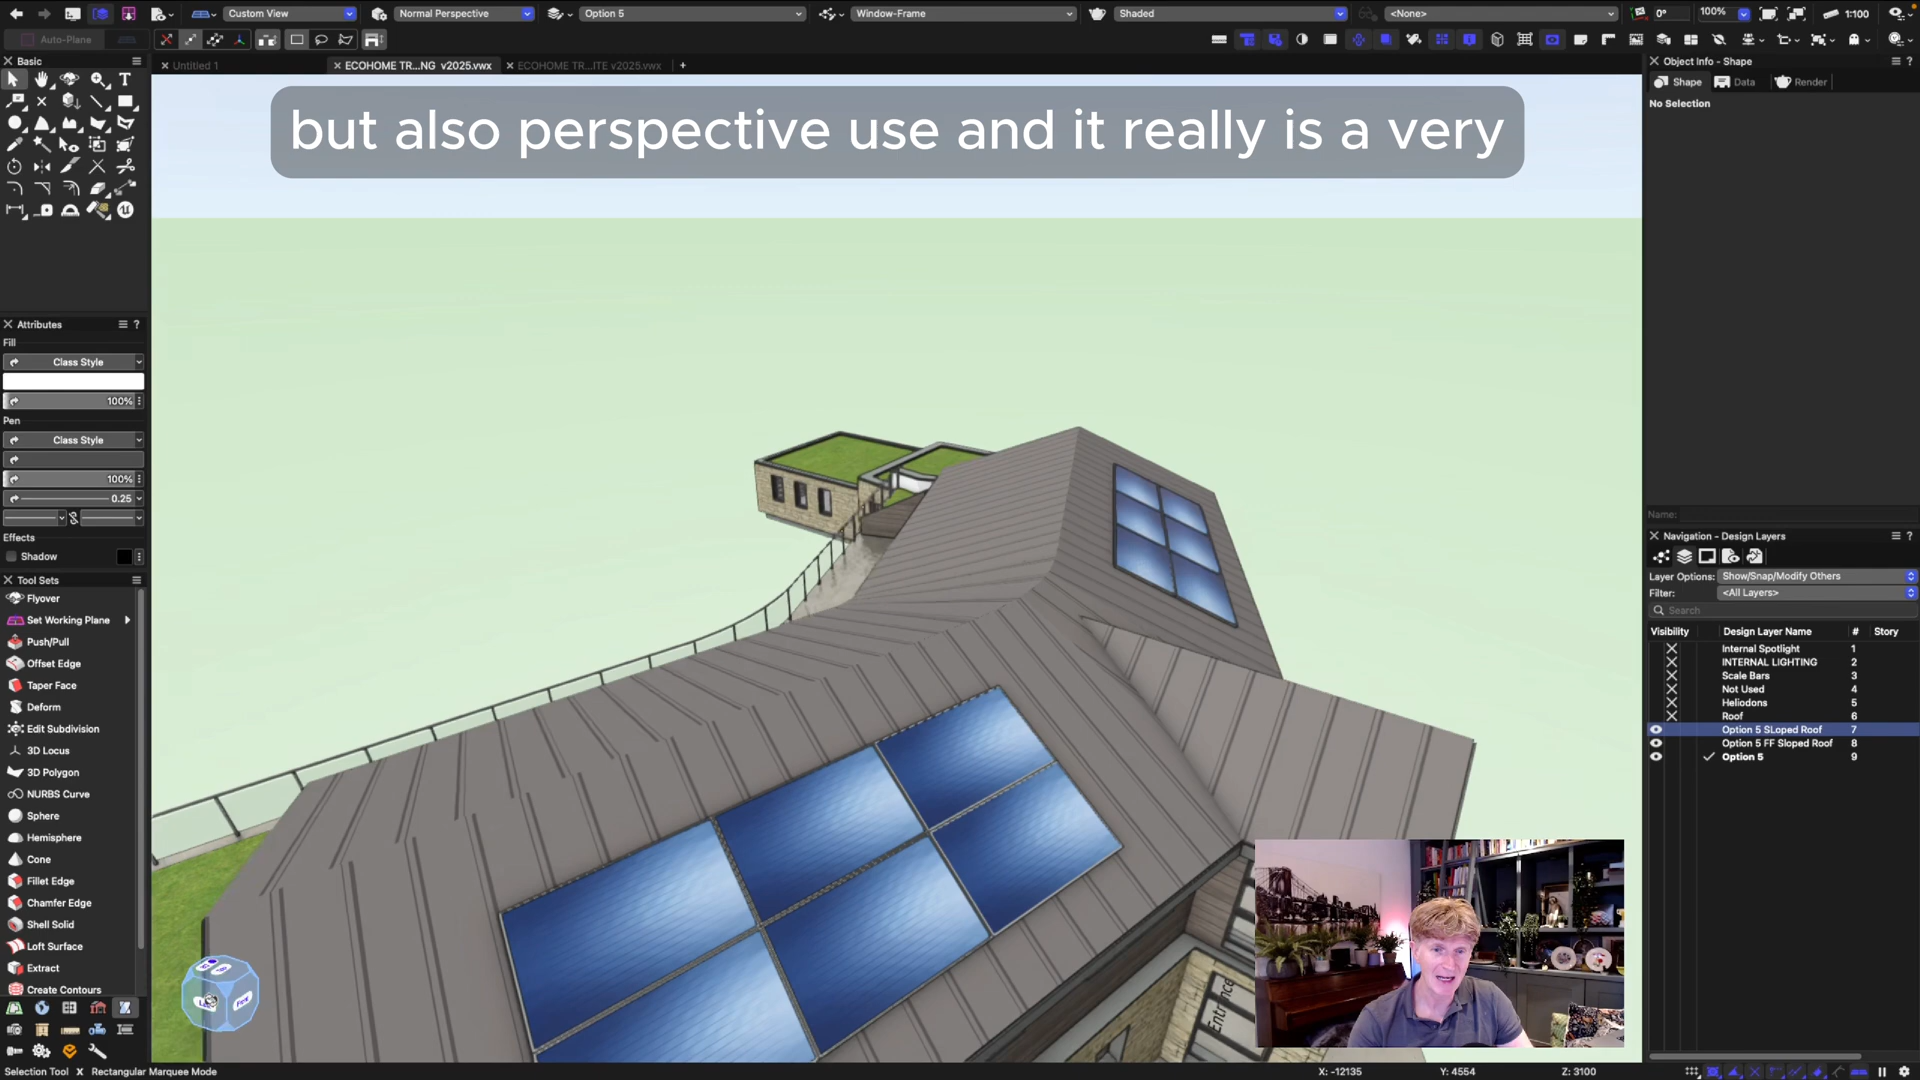 Custom View
Normal Perspective
Option 5
Window-Frame
Shaded
<None>
0°
100%
1:100
Auto-Plane
Basic
Untitled 1
ECOHOME TR...NG v2025.vwx
ECOHOME TR...ITE v2025.vwx
+
Object Info - Shape
?
Shape
Data
Render
No Selection
but also perspective use and it really is a very
T
Attributes
?
Fill
Class Style
100%
Pen
Class Style
100%
0.25
Effects
Shadow
Tool Sets
Flyover
Set Working Plane
Push/Pull
Offset Edge
Taper Face
Deform
Edit Subdivision
3D Locus
3D Polygon
NURBS Curve
Sphere
Hemisphere
Cone
Fillet Edge
Chamfer Edge
Shell Solid
Loft Surface
Extract
Create Contours
Name:
Navigation - Design Layers
?
Layer Options:
Show/Snap/Modify Others
Filter:
<All Layers>
Search
Visibility
Design Layer Name
#
Story
Internal Spotlight 1
INTERNAL LIGHTING 2
Scale Bars 3
Not Used 4
Heliodons 5
Roof 6
Option 5 SLoped Roof 7
Option 5 FF Sloped Roof 8
Option 5 9
Entrance
Selection Tool
Rectangular Marquee Mode
X: -12135
Y: 4554
Z: 3100